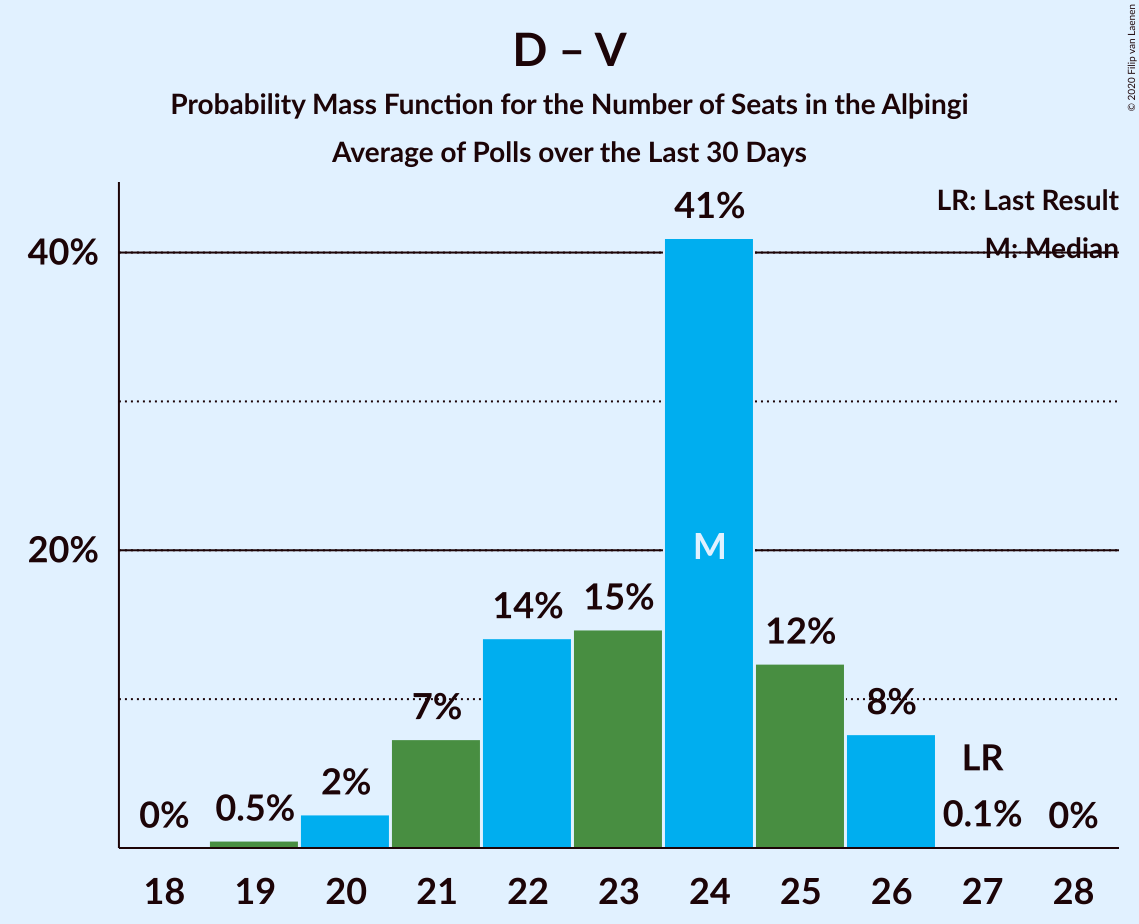 D – V
Probability Mass Function for the Number of Seats in the Alþingi
Average of Polls over the Last 30 Days
© 2020 Filip van Laenen
LR: Last Result
M: Median
40%
20%
0%
0.5%
2%
7%
14%
15%
41%
M
12%
8%
LR
0.1%
0%
18 19 20 21 22 23 24 25 26 27 28